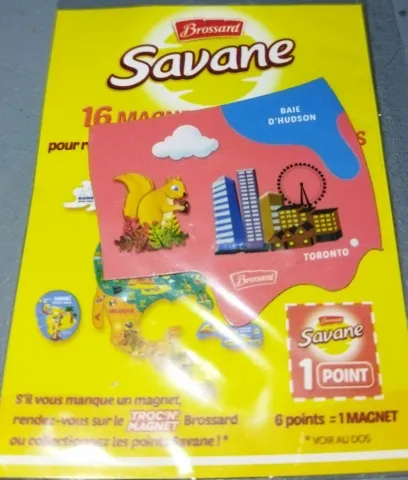 Brossard
Savane
16
pour
S
BAIE
D'HUDSON
TORONTO
Brossard
Brossard
Savane
1 POINT
S'il vous manque un magnet,
rendez-vous sur le TROC'N' MAGNET Brossard
ou collectionnez les points Savane ! *
6 points = 1 MAGNET
* VOIR AU DOS